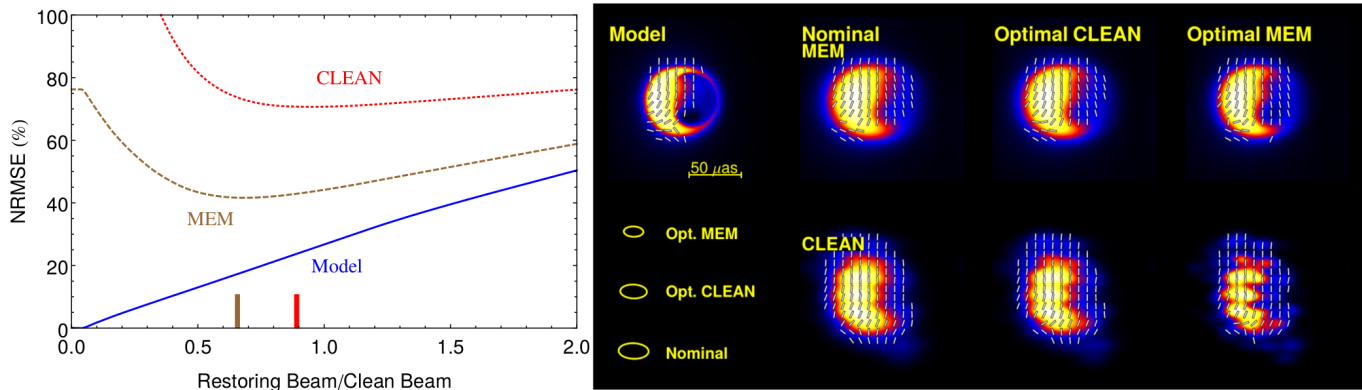 100
80
60
40
20
0
NRMSE (%)
CLEAN
MEM
Model
0.0
0.5
1.0
1.5
2.0
Restoring Beam/Clean Beam
Model
Nominal
MEM
Optimal CLEAN
Optimal MEM
50 μas
CLEAN
Opt. MEM
Opt. CLEAN
Nominal